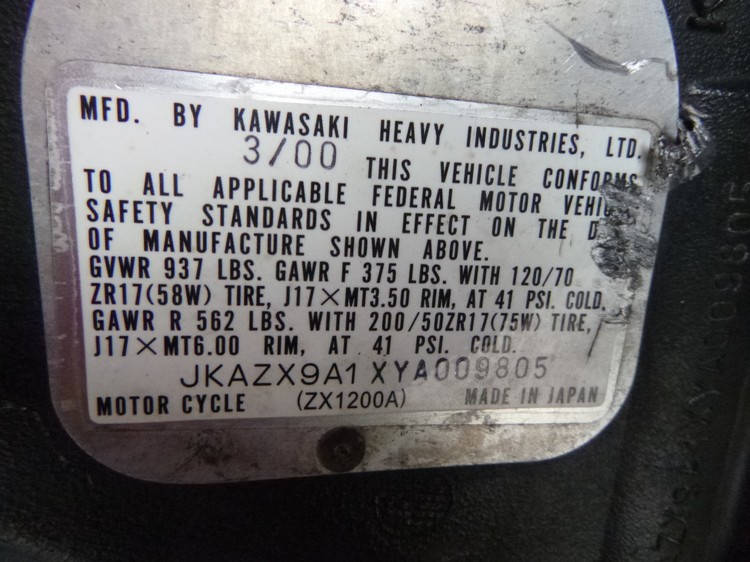 MFD. BY KAWASAKI HEAVY INDUSTRIES, LTD.
3/00 THIS VEHICLE CONFORMS
TO ALL APPLICABLE FEDERAL MOTOR
SAFETY STANDARDS IN EFFECT ON THE
OF MANUFACTURE SHOWN ABOVE.
GVWR 937 LBS. GAWR F 375 LBS. WITH 120/70
ZR17(58W) TIRE, J17×MT3.50 RIM, AT 41 PSI. COLD.
GAWR R 562 LBS. WITH 200/50ZR17(75W) TIRE,
J17×MT6.00 RIM, AT 41 PSI. COLD.
JKAZX9A1XYA009805
MOTOR CYCLE (ZX1200A) MADE IN JAPAN